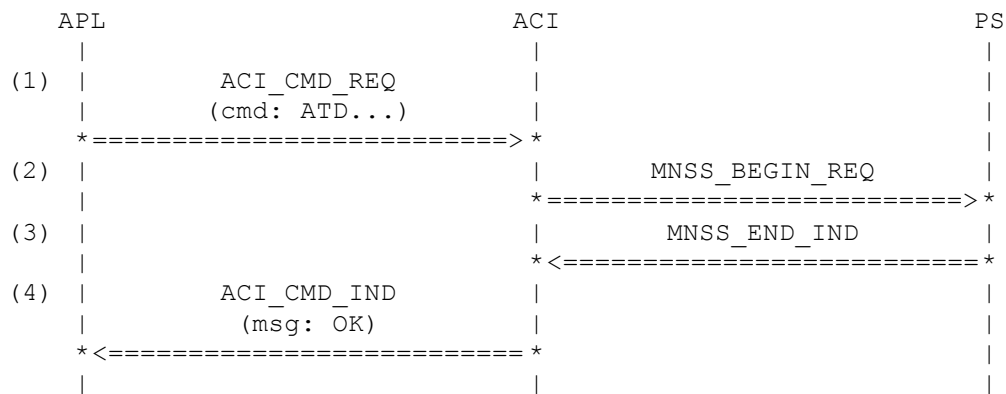 APL ACI PS
(1) ACI_CMD_REQ
(cmd: ATD...)
(2) MNSS_BEGIN_REQ
(3) MNSS_END_IND
(4) ACI_CMD_IND
(msg: OK)